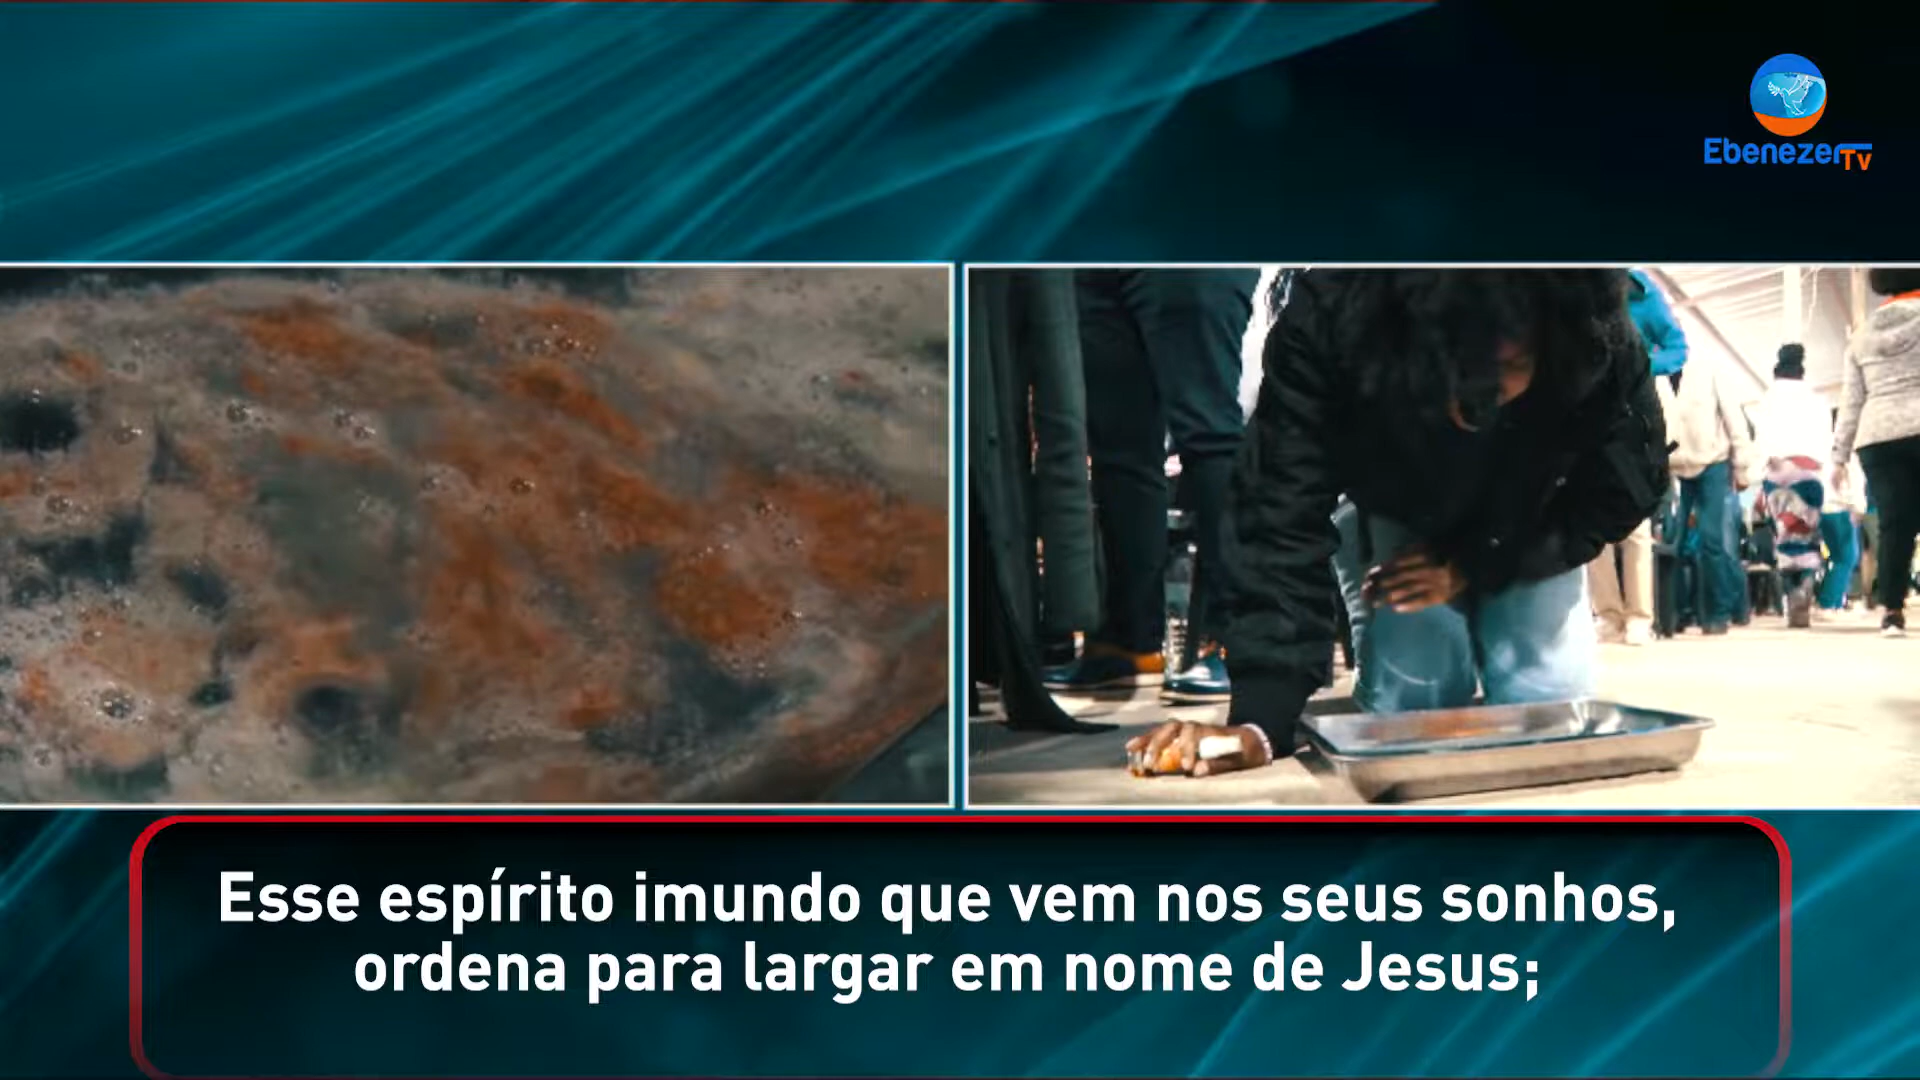 Ebenezer Tv
Esse espírito imundo que vem nos seus sonhos,
ordena para largar em nome de Jesus;